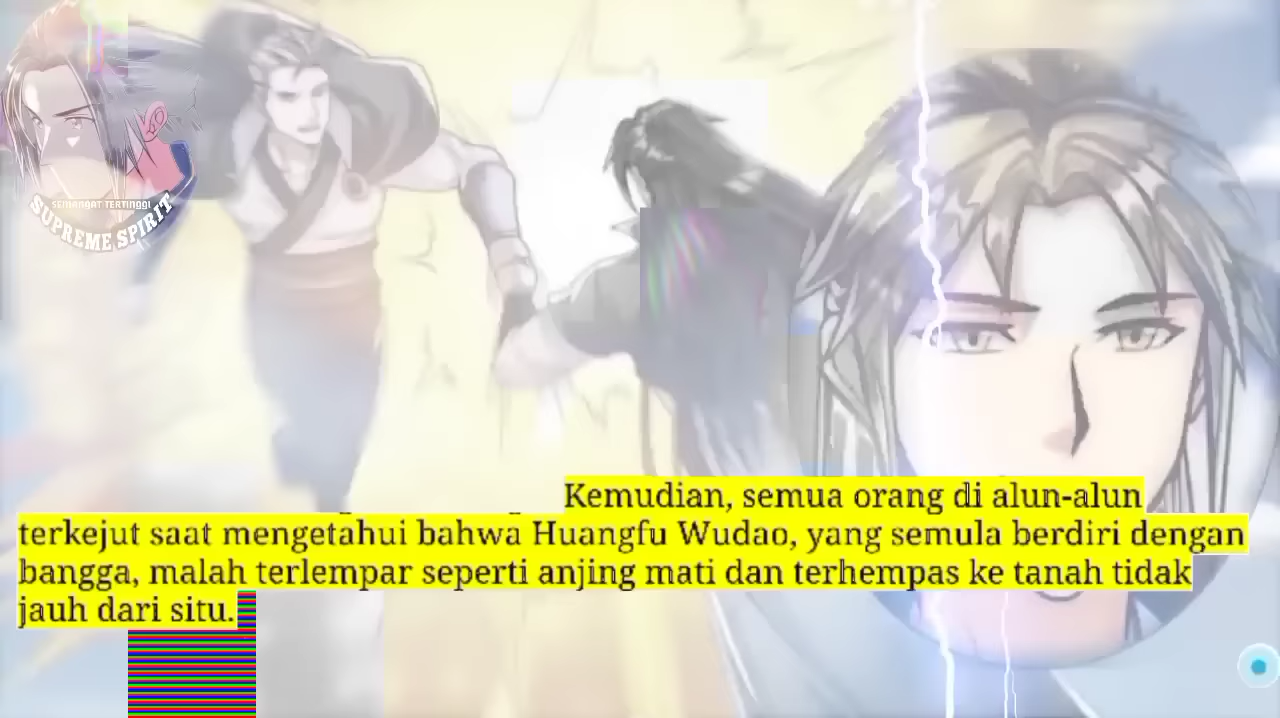 SEMANGAT TERTINGGI
SUPREME SPIRIT
Kemudian, semua orang di alun-alun
terkejut saat mengetahui bahwa Huangfu Wudao, yang semula berdiri dengan
bangga, malah terlempar seperti anjing mati dan terhempas ke tanah tidak
jauh dari situ.